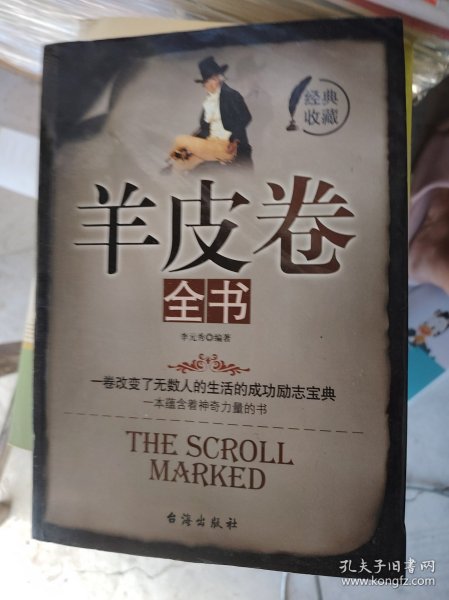 经典
收藏
羊皮卷
全书
李元秀◎编著
一卷改变了无数人的生活的成功励志宝典
一本蕴含着神奇力量的书
THE SCROLL
MARKED
台海出版社
孔夫子旧书网
www.kongfz.com